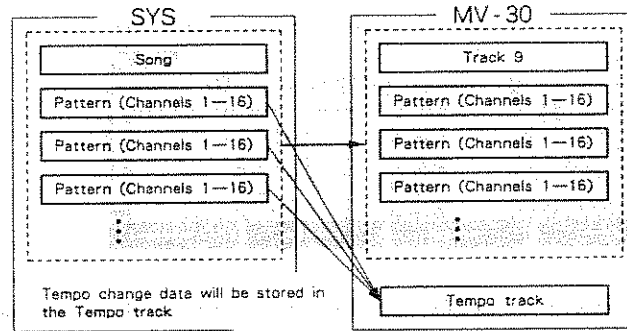 SYS
Song
Pattern (Channels 1—16)
Pattern (Channels 1—16)
Pattern (Channels 1—16)
Tempo change data will be stored in
the Tempo track
MV-30
Track 9
Pattern (Channels 1—16)
Pattern (Channels 1—16)
Pattern (Channels 1—16)
Tempo track